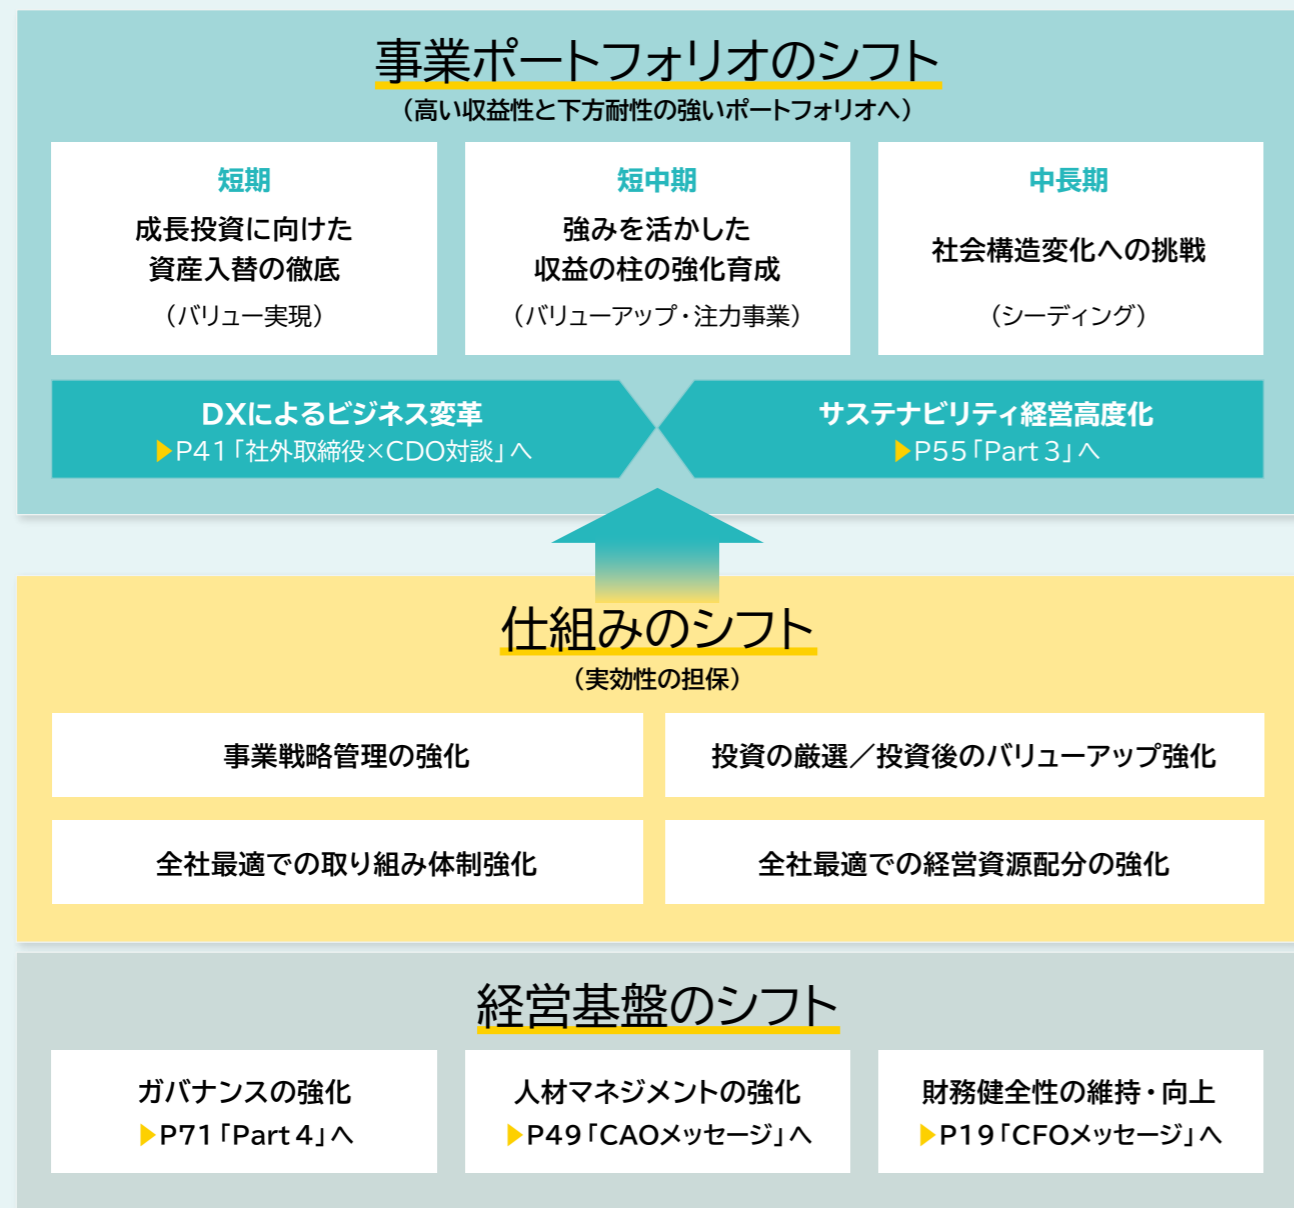 事業ポートフォリオのシフト
（高い収益性と下方耐性の強いポートフォリオへ）
短期
成長投資に向けた
資産入替の徹底
（バリュー実現）
短中期
強みを活かした
収益の柱の強化育成
（バリューアップ・注力事業）
中長期
社会構造変化への挑戦
（シーディング）
DXによるビジネス変革
▶P41「社外取締役×CDO対談」へ
サステナビリティ経営高度化
▶P55「Part 3」へ
仕組みのシフト
（実効性の担保）
事業戦略管理の強化
投資の厳選／投資後のバリューアップ強化
全社最適での取り組み体制強化
全社最適での経営資源配分の強化
経営基盤のシフト
ガバナンスの強化
▶P71「Part 4」へ
人材マネジメントの強化
▶P49「CAOメッセージ」へ
財務健全性の維持・向上
▶P19「CFOメッセージ」へ